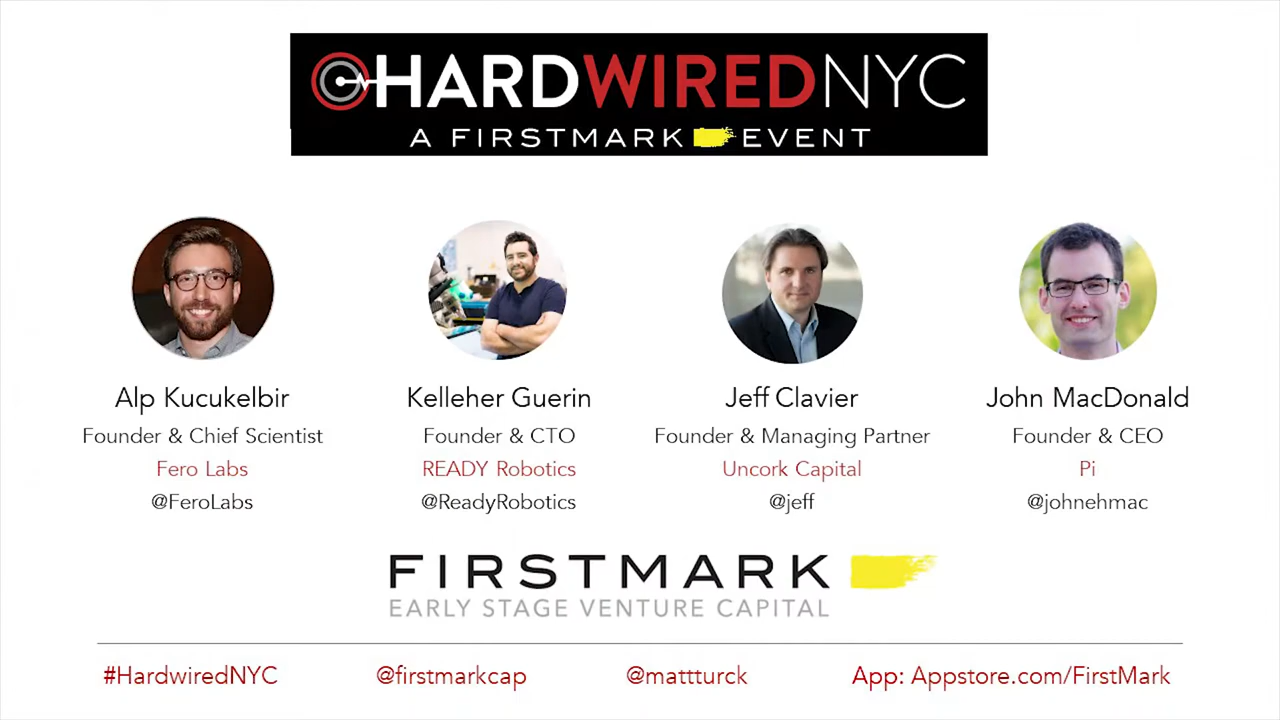 HARDWIREDNYC
A FIRSTMARK EVENT
Alp Kucukelbir
Founder & Chief Scientist
Fero Labs
@FeroLabs
Kelleher Guerin
Founder & CTO
READY Robotics
@ReadyRobotics
Jeff Clavier
Founder & Managing Partner
Uncork Capital
@jeff
John MacDonald
Founder & CEO
Pi
@johnehmac
FIRSTMARK
EARLY STAGE VENTURE CAPITAL
#HardwiredNYC
@firstmarkcap
@mattturck
App: Appstore.com/FirstMark